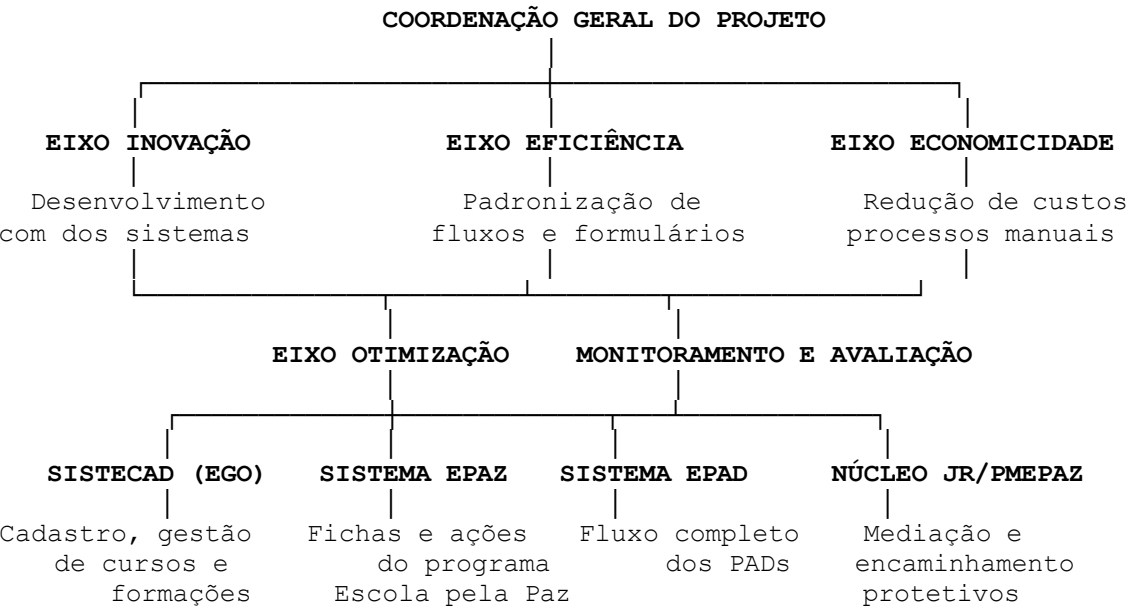 COORDENAÇÃO GERAL DO PROJETO
EIXO INOVAÇÃO EIXO EFICIÊNCIA EIXO ECONOMICIDADE
Desenvolvimento Padronização de Redução de custos
com dos sistemas fluxos e formulários processos manuais
EIXO OTIMIZAÇÃO MONITORAMENTO E AVALIAÇÃO
SISTECAD (EGO) SISTEMA EPAZ SISTEMA EPAD NÚCLEO JR/PMEPAZ
Cadastro, gestão Fichas e ações Fluxo completo Mediação e
de cursos e do programa dos PADs encaminhamento
formações Escola pela Paz protetivos